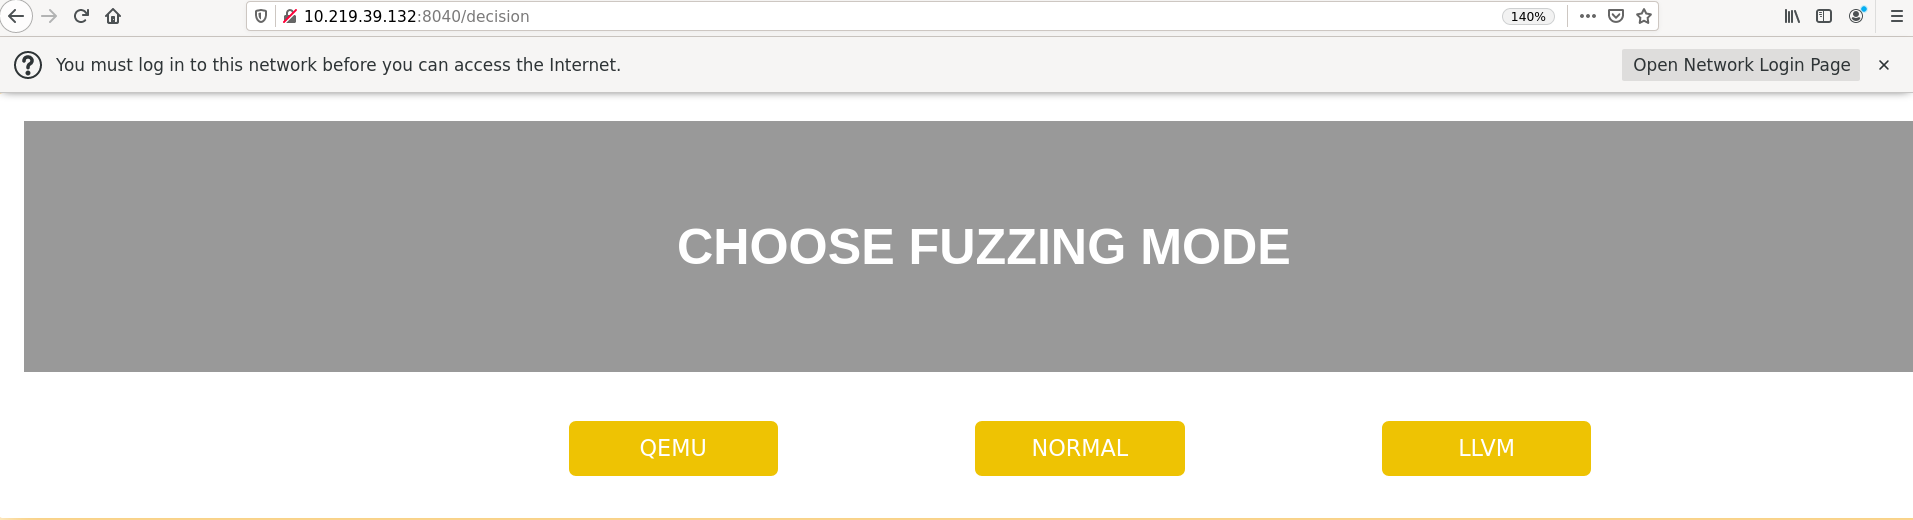 10.219.39.132:8040/decision
140%
You must log in to this network before you can access the Internet.
Open Network Login Page
CHOOSE FUZZING MODE
QEMU
NORMAL
LLVM